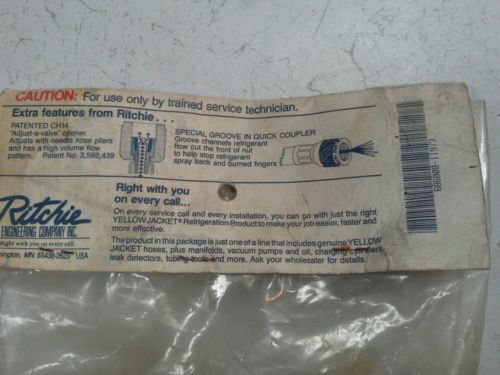 CAUTION: For use only by trained service technician.
Extra features from Ritchie . . .
PATENTED CH14
"Adjust-a-valve" opener.
Adjusts with needle nose pliers
and has a high volume flow
pattern. Patent No. 3,592,439
SPECIAL GROOVE IN QUICK COUPLER
Groove channels refrigerant
flow out the front of nut
to help stop refrigerant
spray back and burned fingers
Right with you
on every call...
On every service call and every installation, you can go with just the right
YELLOW JACKET® Refrigeration Product to make your job easier, faster and
more effective.
The product in this package is just one of a line that includes genuine YELLOW
JACKET hoses, plus manifolds, vacuum pumps and oil, charging cylinders,
leak detectors, tubing tools and more. Ask your wholesaler for details.
Ritchie
ENGINEERING COMPANY INC.
Right with you on every call.
mington, MN 55438-2623 USA